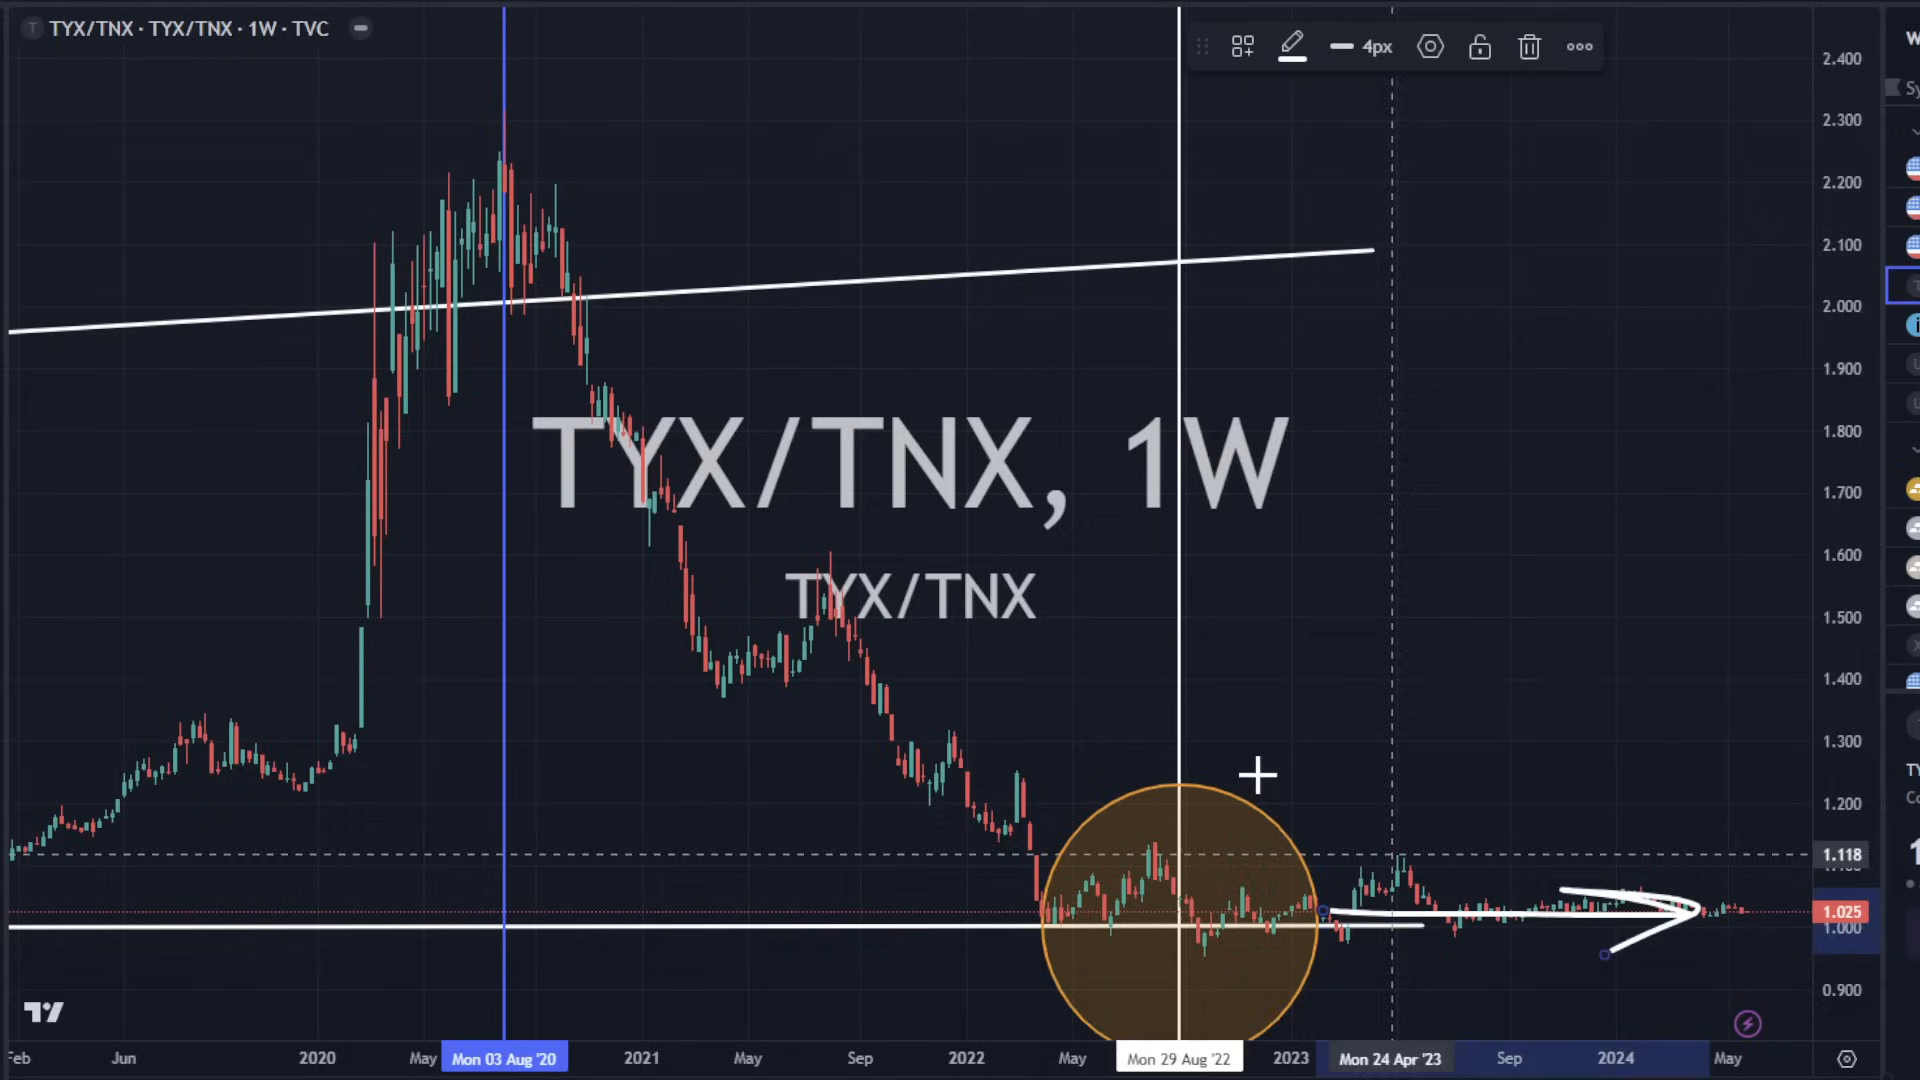 TYX/TNX · TYX/TNX · 1W · TVC
4px
2.400
2.300
2.200
2.100
2.000
1.900
1.800
1.700
1.600
1.500
1.400
1.300
1.200
1.118
1.025
1.000
0.900
TYX/TNX, 1W
TYX/TNX
Jun
2020
May
Mon 03 Aug '20
2021
May
Sep
2022
May
Mon 29 Aug '22
2023
Mon 24 Apr '23
Sep
2024
May